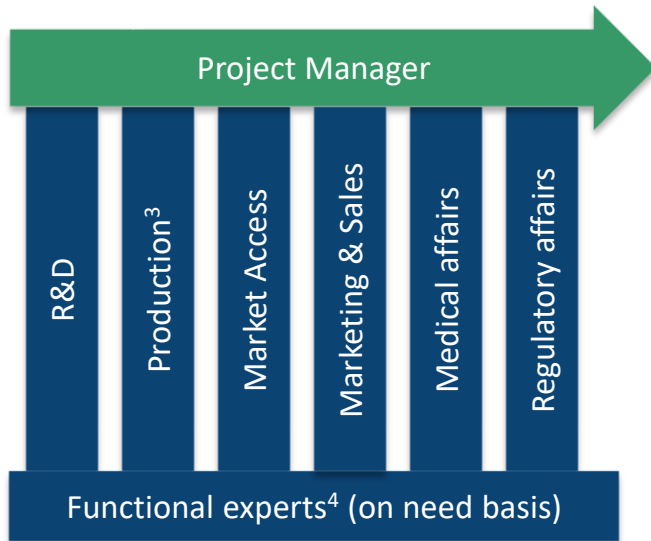 Project Manager
R&D
Production³
Market Access
Marketing & Sales
Medical affairs
Regulatory affairs
Functional experts⁴ (on need basis)